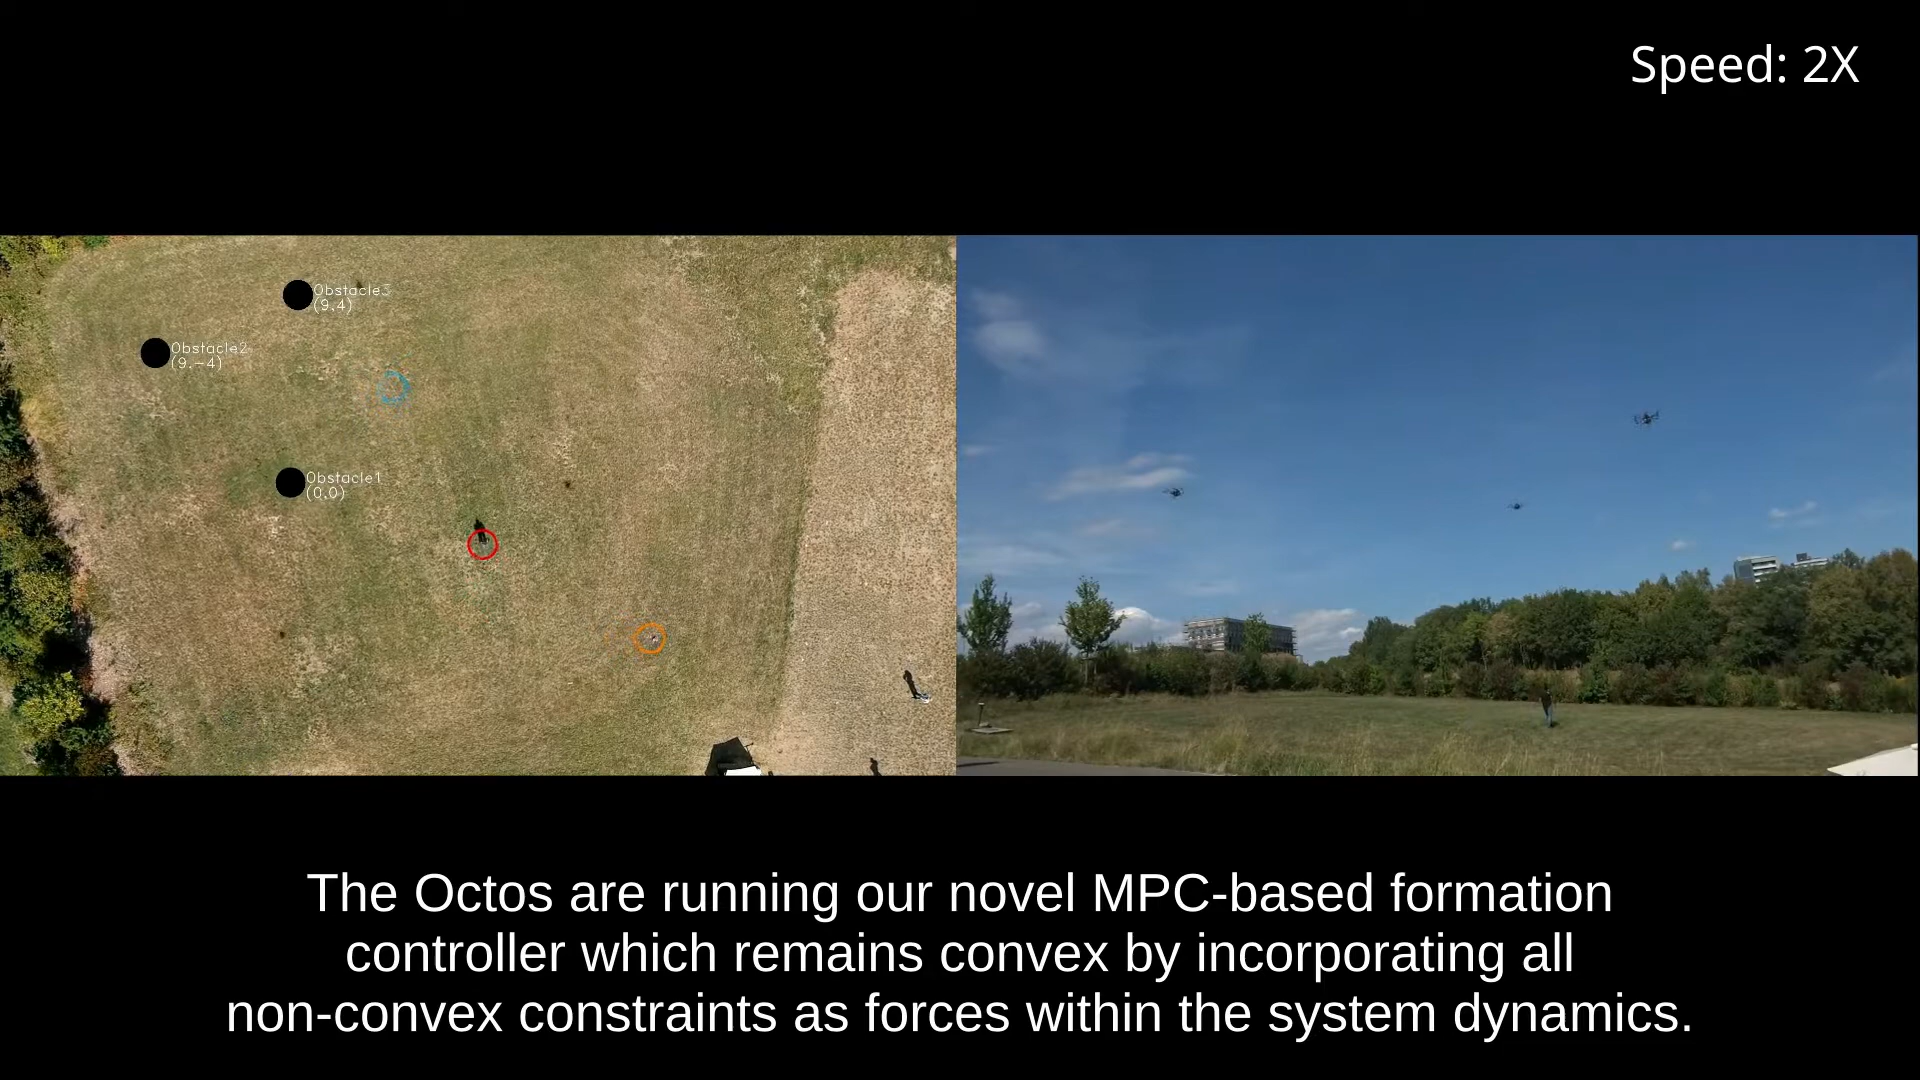 Speed: 2X
Obstacle3
(9,4)
Obstacle2
(9,-4)
Obstacle1
(0,0)
The Octos are running our novel MPC-based formation
controller which remains convex by incorporating all
non-convex constraints as forces within the system dynamics.